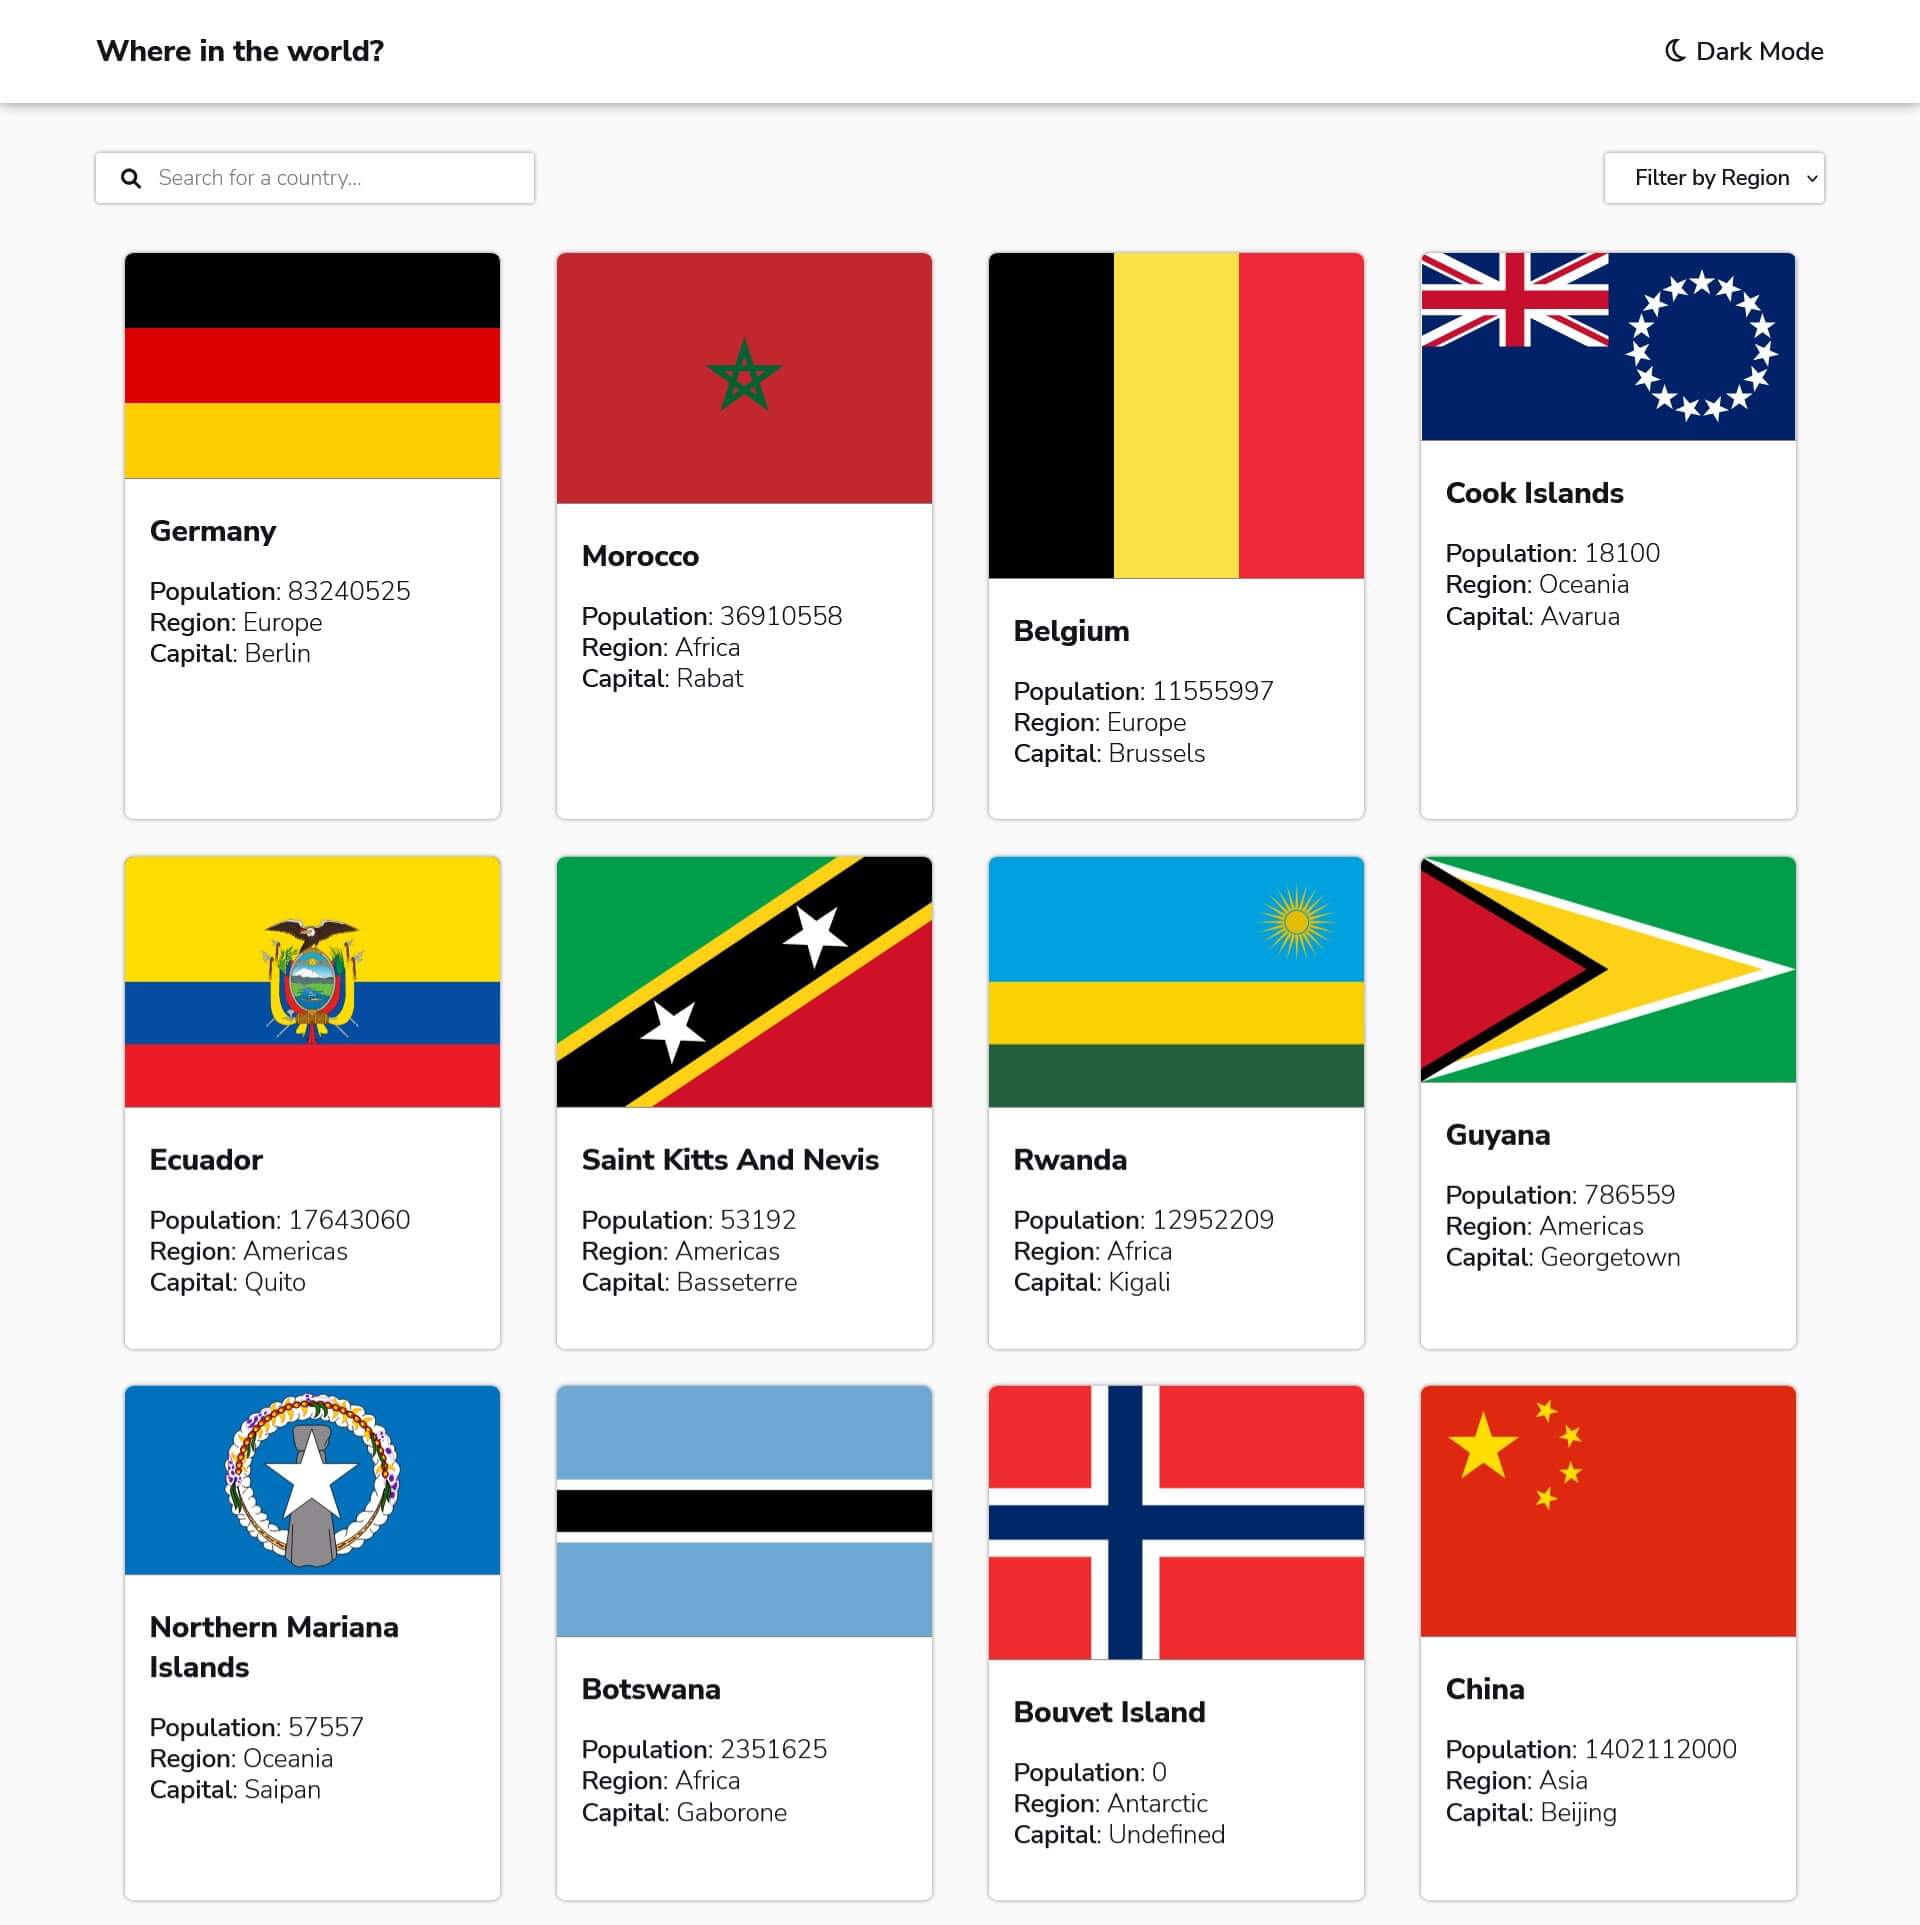 Where in the world?
Dark Mode
Search for a country...
Filter by Region
Germany
Population: 83240525
Region: Europe
Capital: Berlin
Morocco
Population: 36910558
Region: Africa
Capital: Rabat
Belgium
Population: 11555997
Region: Europe
Capital: Brussels
Cook Islands
Population: 18100
Region: Oceania
Capital: Avarua
Ecuador
Population: 17643060
Region: Americas
Capital: Quito
Saint Kitts And Nevis
Population: 53192
Region: Americas
Capital: Basseterre
Rwanda
Population: 12952209
Region: Africa
Capital: Kigali
Guyana
Population: 786559
Region: Americas
Capital: Georgetown
Northern Mariana
Islands
Population: 57557
Region: Oceania
Capital: Saipan
Botswana
Population: 2351625
Region: Africa
Capital: Gaborone
Bouvet Island
Population: 0
Region: Antarctic
Capital: Undefined
China
Population: 1402112000
Region: Asia
Capital: Beijing